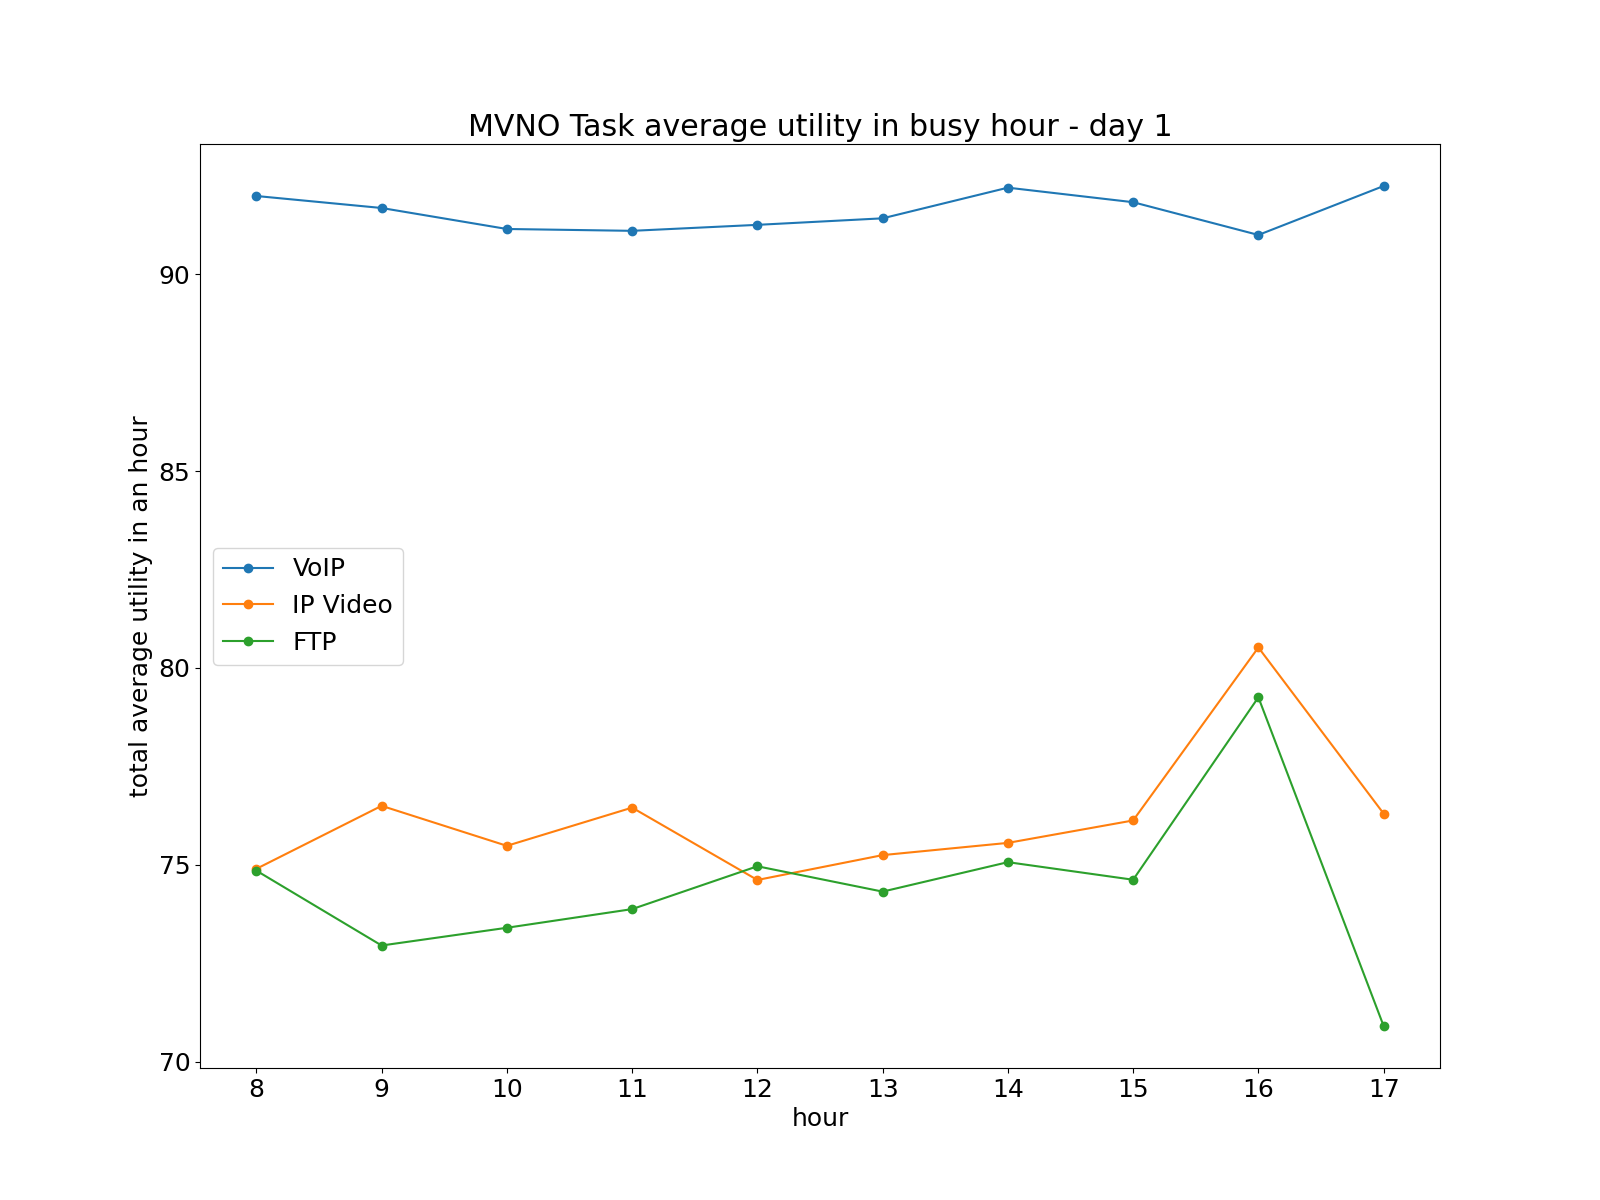 MVNO Task average utility in busy hour - day 1
total average utility in an hour
90
85
80
75
70
VoIP
IP Video
FTP
8 9 10 11 12 13 14 15 16 17
hour